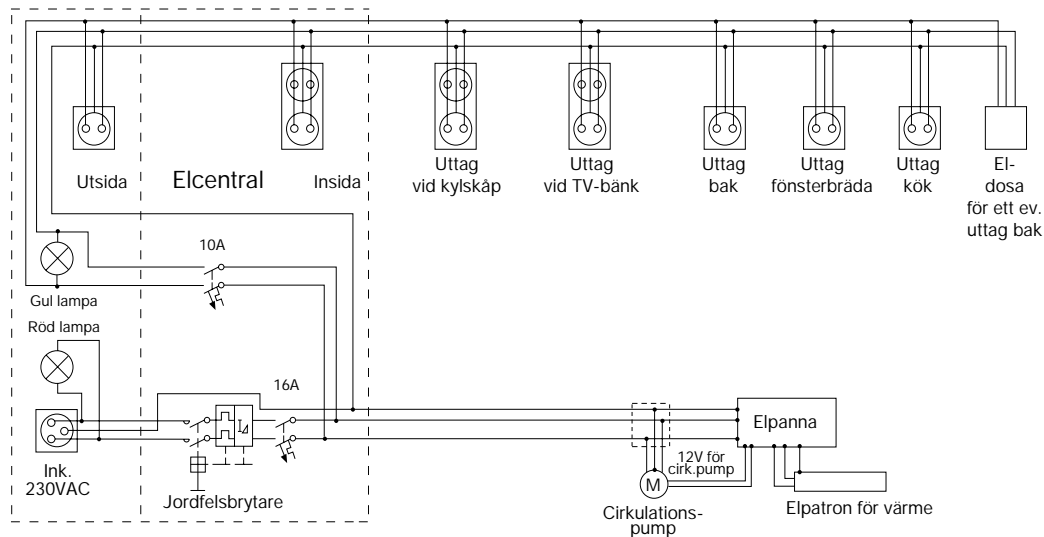 Utsida
Elcentral
Insida
Uttag
vid kylskåp
Uttag
vid TV-bänk
Uttag
bak
Uttag
fönsterbräda
Uttag
kök
El-
dosa
för ett ev.
uttag bak
10A
Gul lampa
Röd lampa
16A
I⊿
Elpanna
Ink.
230VAC
Jordfelsbrytare
12V för
cirk.pump
M
Cirkulations-
pump
Elpatron för värme